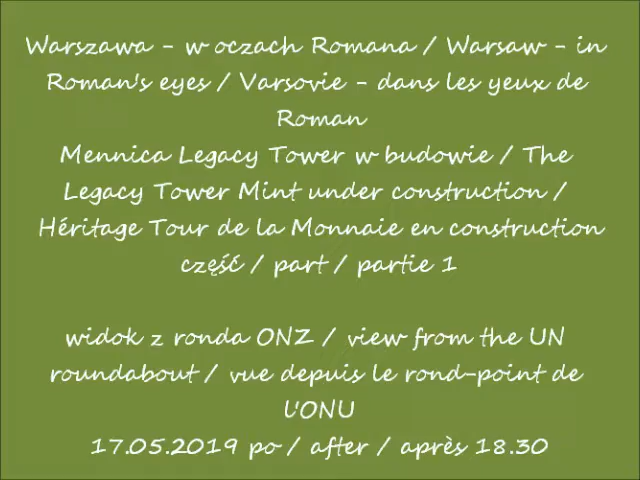 Warszawa - w oczach Romana / Warsaw - in
Roman's eyes / Varsovie - dans les yeux de
Roman
Mennica Legacy Tower w budowie / The
Legacy Tower Mint under construction /
Héritage Tour de la Monnaie en construction
część / part / partie 1
widok z ronda ONZ / view from the UN
roundabout / vue depuis le rond-point de
l'ONU
17.05.2019 po / after / après 18.30